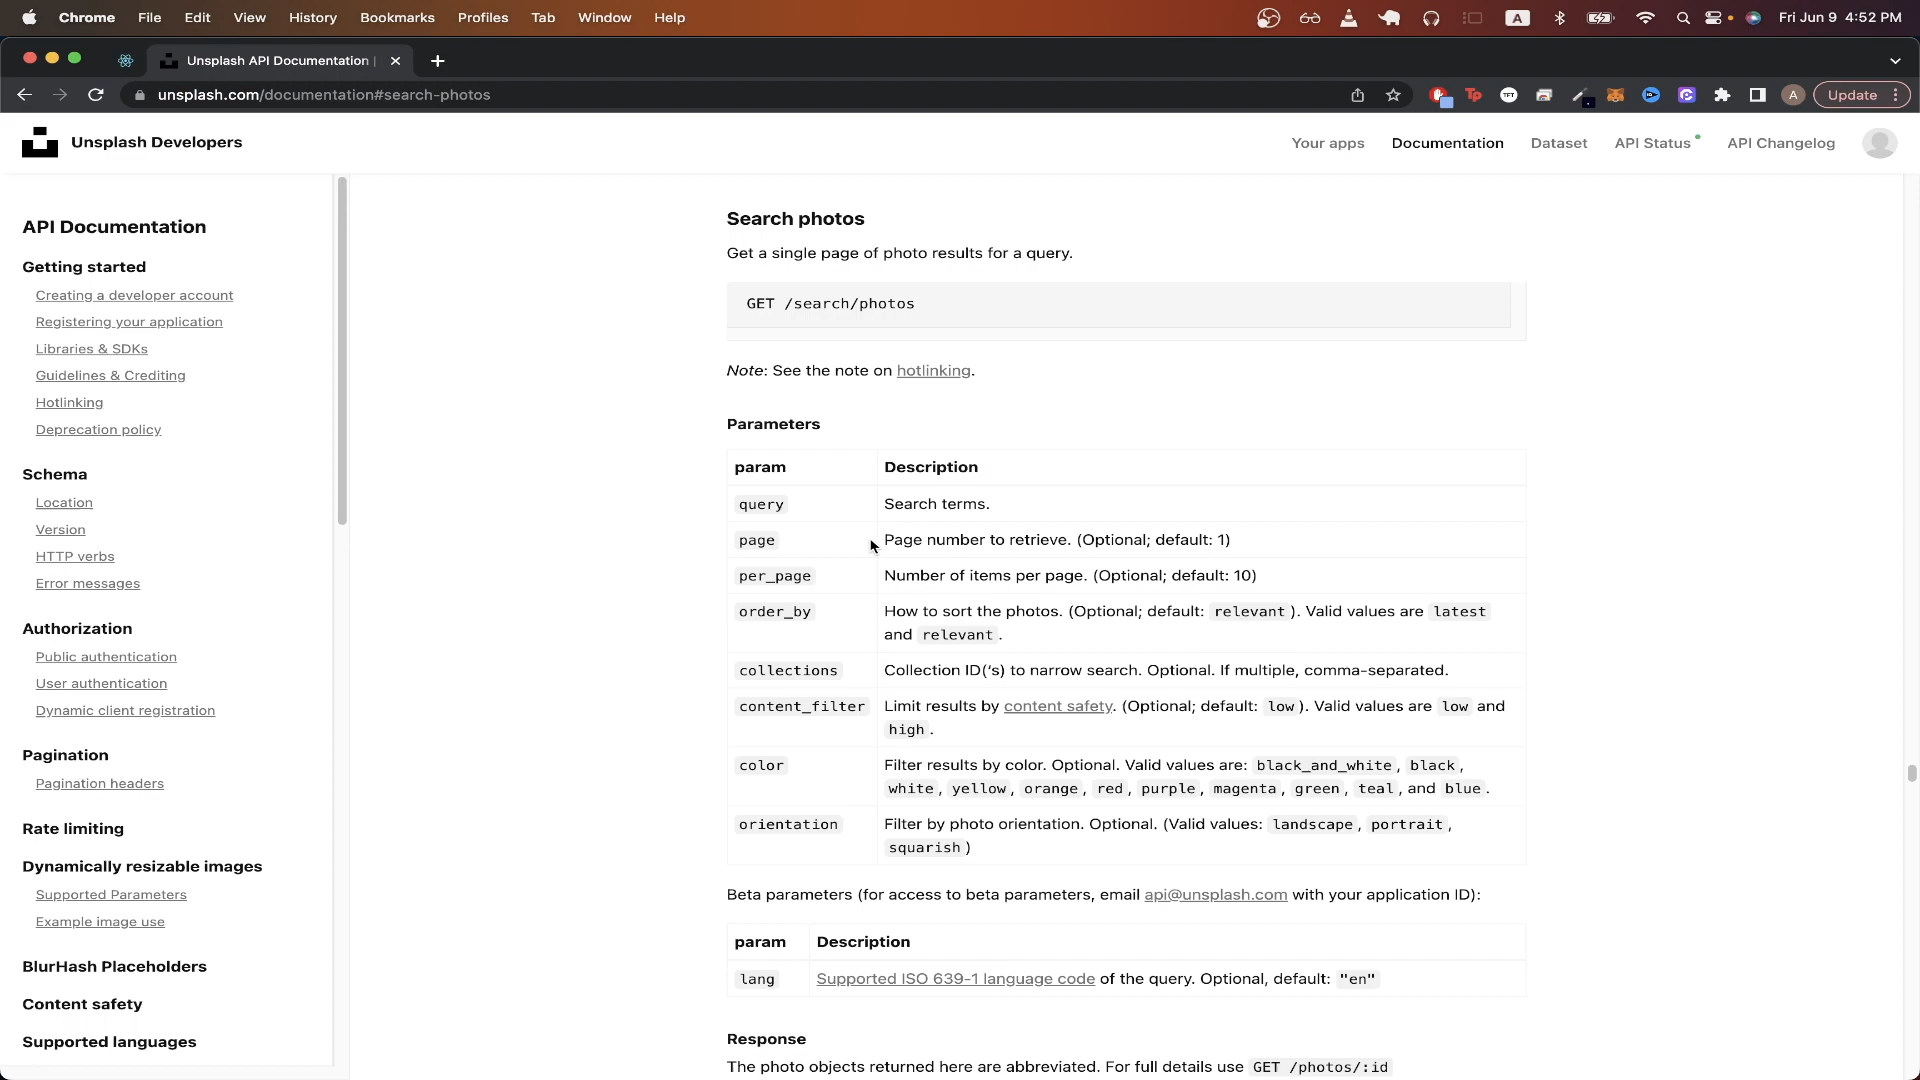 Chrome File Edit View History Bookmarks Profiles Tab Window Help A Fri Jun 9 4:52 PM
Unsplash API Documentation |
unsplash.com/documentation#search-photos Tp TFT A Update
Unsplash Developers Your apps Documentation Dataset API Status API Changelog
API Documentation
Getting started
Creating a developer account
Registering your application
Libraries & SDKs
Guidelines & Crediting
Hotlinking
Deprecation policy
Schema
Location
Version
HTTP verbs
Error messages
Authorization
Public authentication
User authentication
Dynamic client registration
Pagination
Pagination headers
Rate limiting
Dynamically resizable images
Supported Parameters
Example image use
BlurHash Placeholders
Content safety
Supported languages
Search photos
Get a single page of photo results for a query.
GET /search/photos
Note: See the note on hotlinking.
Parameters
param Description
query Search terms.
page Page number to retrieve. (Optional; default: 1)
per_page Number of items per page. (Optional; default: 10)
order_by How to sort the photos. (Optional; default: relevant). Valid values are latest
and relevant.
collections Collection ID(‘s) to narrow search. Optional. If multiple, comma-separated.
content_filter Limit results by content safety. (Optional; default: low). Valid values are low and
high.
color Filter results by color. Optional. Valid values are: black_and_white, black,
white, yellow, orange, red, purple, magenta, green, teal, and blue.
orientation Filter by photo orientation. Optional. (Valid values: landscape, portrait,
squarish)
Beta parameters (for access to beta parameters, email api@unsplash.com with your application ID):
param Description
lang Supported ISO 639-1 language code of the query. Optional, default: "en"
Response
The photo objects returned here are abbreviated. For full details use GET /photos/:id